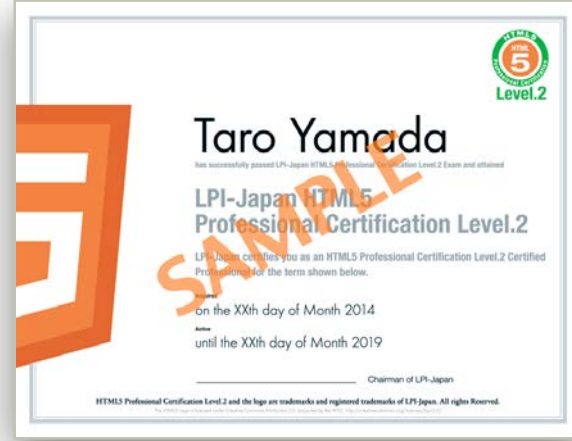 HTML5
Professional Certification
HTML
5
Level.2
Taro Yamada
has successfully passed LPI-Japan HTML5 Professional Certification Level.2 Exam and attained
LPI-Japan HTML5
Professional Certification Level.2
LPI-Japan certifies you as an HTML5 Professional Certification Level.2 Certified
Professional for the term shown below.
on the XXth day of Month 2014
Active
until the XXth day of Month 2019
SAMPLE
Chairman of LPI-Japan
HTML5 Professional Certification Level.2 and the logo are trademarks and registered trademarks of LPI-Japan. All rights Reserved.